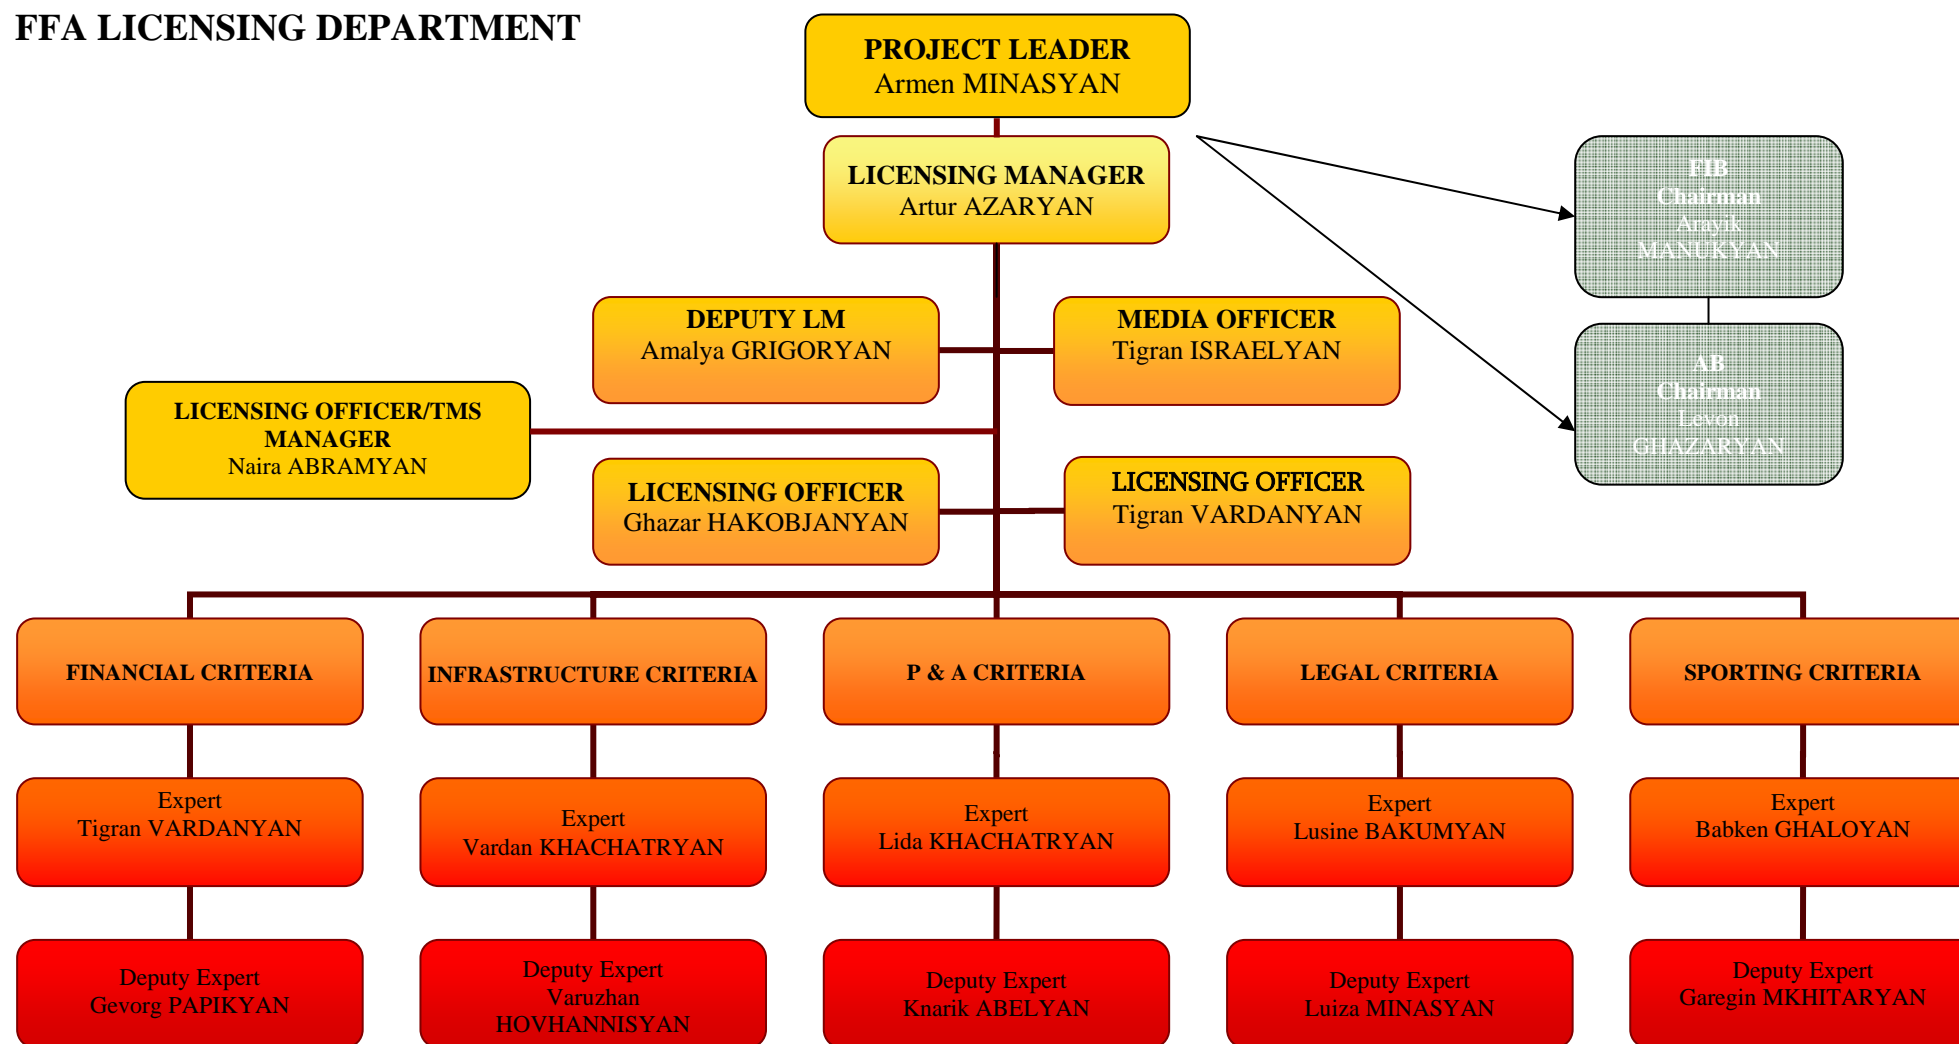 FFA LICENSING DEPARTMENT
PROJECT LEADER
Armen MINASYAN
LICENSING MANAGER
Artur AZARYAN
FIB
Chairman
Arayik
MANUKYAN
DEPUTY LM
Amalya GRIGORYAN
MEDIA OFFICER
Tigran ISRAELYAN
AB
Chairman
Levon
GHAZARYAN
LICENSING OFFICER/TMS
MANAGER
Naira ABRAMYAN
LICENSING OFFICER
Ghazar HAKOBJANYAN
LICENSING OFFICER
Tigran VARDANYAN
FINANCIAL CRITERIA
INFRASTRUCTURE CRITERIA
P & A CRITERIA
LEGAL CRITERIA
SPORTING CRITERIA
Expert
Tigran VARDANYAN
Expert
Vardan KHACHATRYAN
Expert
Lida KHACHATRYAN
Expert
Lusine BAKUMYAN
Expert
Babken GHALOYAN
Deputy Expert
Gevorg PAPIKYAN
Deputy Expert
Varuzhan
HOVHANNISYAN
Deputy Expert
Knarik ABELYAN
Deputy Expert
Luiza MINASYAN
Deputy Expert
Garegin MKHITARYAN